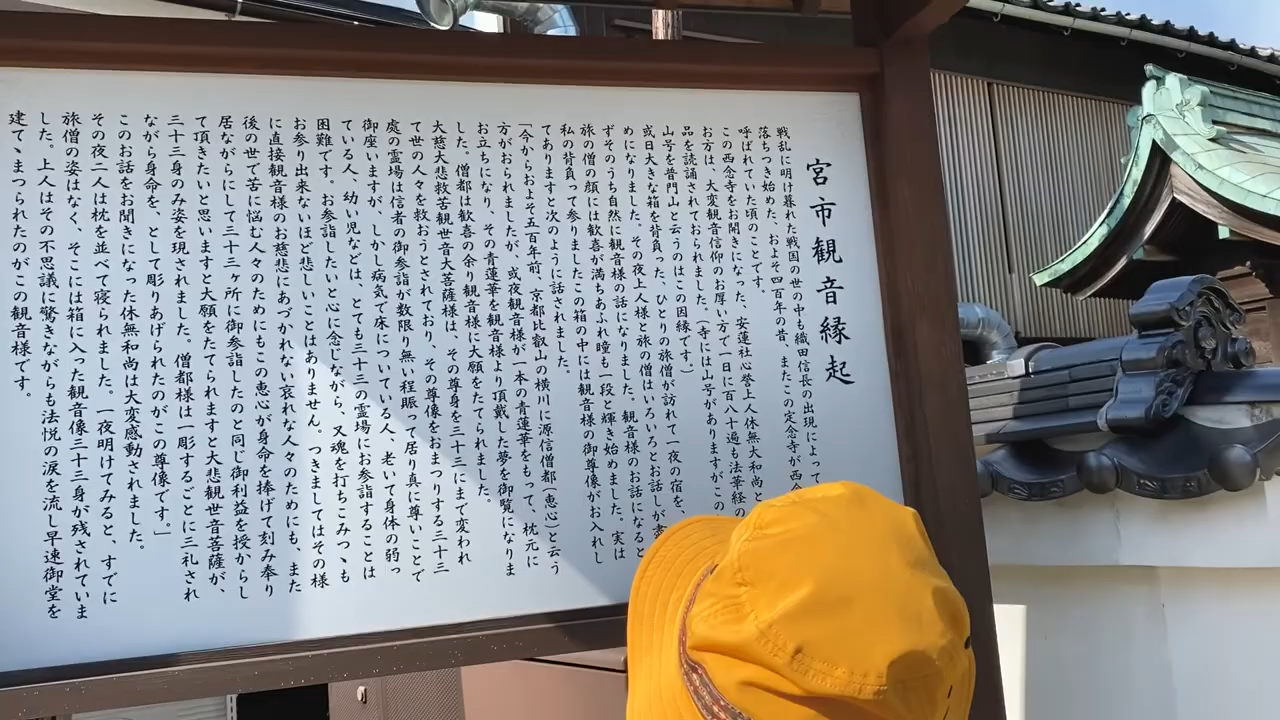 宮市観音縁起
戦乱に明け暮れた戦国の世の中も織田信長の出現によって
落ちつき始めた、およそ四百年の昔、またこの定念寺が西念
呼ばれていた頃のことです。
この西念寺をお開きになった、安蓮社心誉上人休無大和尚と
お方は、大変観音信仰のお厚い方で一日に百八十遍も法華経の
品を読誦されておられました。(寺には山号がありますがこの
山号を普門山と云うのはこの因縁です。)
或日大きな箱を背負った、ひとりの旅僧が訪れて一夜の宿を、
めになりました。その夜上人様と旅の僧はいろいろとお話しが
ずそのうち自然に観音様の話になりました。観音様のお話になると
旅の僧の顔には歓喜が満ちあふれ瞳も一段と輝き始めました。実は
私の背負って参りましたこの箱の中には観音様の御尊像がお入れし
てありますと次のように話されました。
「今からおよそ五百年前、京都比叡山の横川に源信僧都(恵心)と云う
方がおられましたが、或夜観音様が一本の青蓮華をもって、枕元に
お立ちになり、その青蓮華を観音様より頂戴した夢を御覧になりま
した。僧都は歓喜の余り観音様に大願をたてられました。
大慈大悲救苦観世音大菩薩様は、その尊身を三十三にまで変われ
て世の人々を救おうとされており、その尊像をおまつりする三十三
處の霊場は信者の御参詣が数限り無い程賑って居り真に尊いことで
御座いますが、しかし病気で床についている人、老いて身体の弱っ
ている人、幼い児などは、とても三十三の霊場にお参詣することは
困難です。お参詣したいと心に念じながら、又魂を打ちこみつゝも
お参り出来ないほど悲しいことはありません。つきましてはその様
に直接観音様のお慈悲にあづかれない哀れな人々のためにも、また
後の世で苦に悩む人々のためにもこの恵心が身命を捧げて刻み奉り
居ながらにして三十三ヶ所に御参詣したのと同じ御利益を授からし
て頂きたいと思いますと大願をたてられますと大悲観世音菩薩が、
三十三身のみ姿を現されました。僧都様は一彫するごとに三礼され
ながら身命を、として彫りあげられたのがこの尊像です。」
このお話をお聞きになった休無和尚は大変感動されました。
その夜二人は枕を並べて寝られました。一夜明けてみると、すでに
旅僧の姿はなく、そこには箱に入った観音像三十三身が残されていま
した。上人はその不思議に驚きながらも法悦の涙を流し早速御堂を
建てゝまつられたのがこの観音様です。